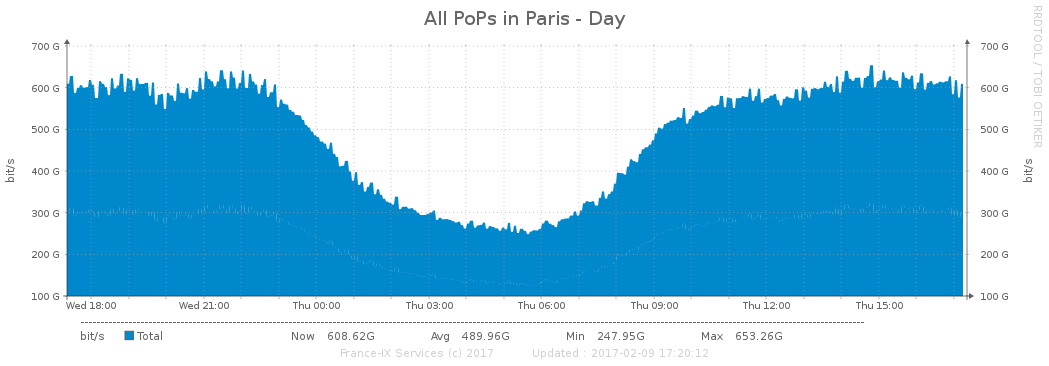 All PoPs in Paris - Day
RRDTOOL / TOBI OETIKER
700 G 700 G
600 G 600 G
500 G 500 G
400 G 400 G
300 G 300 G
200 G 200 G
100 G 100 G
bit/s bit/s
Wed 18:00 Wed 21:00 Thu 00:00 Thu 03:00 Thu 06:00 Thu 09:00 Thu 12:00 Thu 15:00
bit/s Total Now 608.62G Avg 489.96G Min 247.95G Max 653.26G
France-IX Services (c) 2017 Updated : 2017-02-09 17:20:12